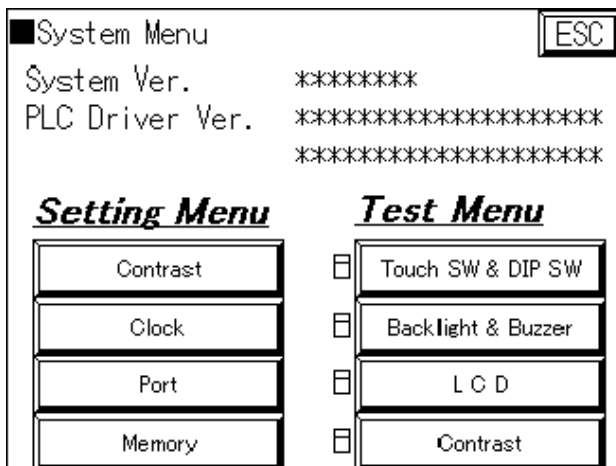 ■System Menu ESC
System Ver. ********
PLC Driver Ver. ********************
********************
Setting Menu Test Menu
Contrast Touch SW & DIP SW
Clock Backlight & Buzzer
Port L C D
Memory Contrast